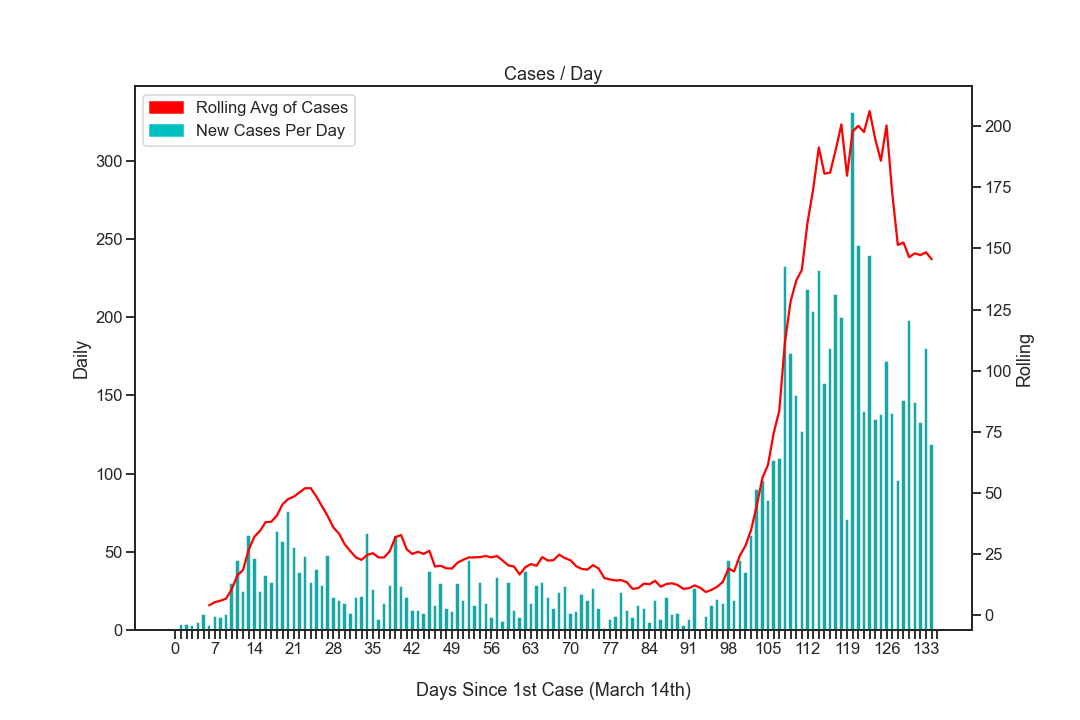 Cases / Day
Rolling Avg of Cases
New Cases Per Day
300
250
200
150
100
50
0
Daily
200
175
150
125
100
75
50
25
0
Rolling
0 7 14 21 28 35 42 49 56 63 70 77 84 91 98 105 112 119 126 133
Days Since 1st Case (March 14th)